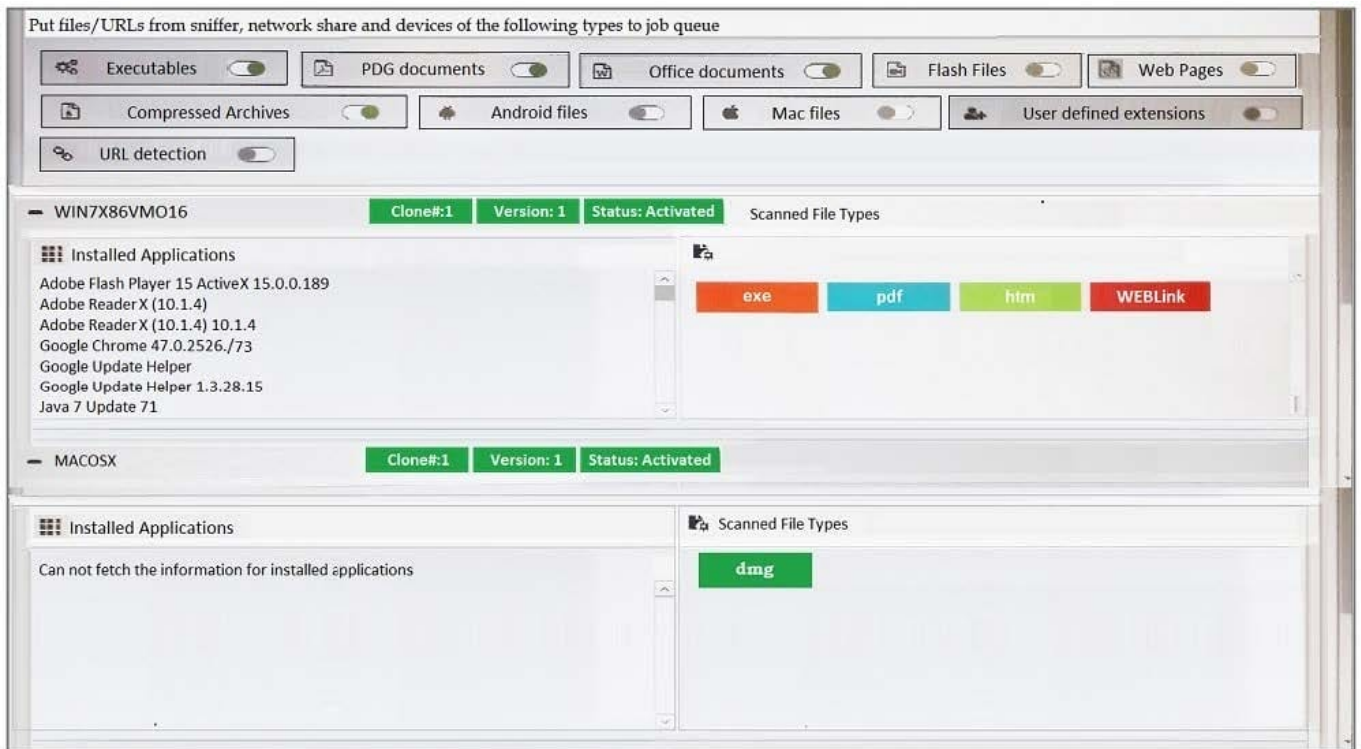 Put files/URLs from sniffer, network share and devices of the following types to job queue
Executables PDG documents Office documents Flash Files Web Pages
Compressed Archives Android files Mac files User defined extensions
URL detection
WIN7X86VMO16 Clone#:1 Version: 1 Status: Activated Scanned File Types
Installed Applications
Adobe Flash Player 15 ActiveX 15.0.0.189
Adobe Reader X (10.1.4)
Adobe Reader X (10.1.4) 10.1.4
Google Chrome 47.0.2526./73
Google Update Helper
Google Update Helper 1.3.28.15
Java 7 Update 71
exe pdf htm WEBLink
MACOSX Clone#:1 Version: 1 Status: Activated
Installed Applications
Can not fetch the information for installed applications
Scanned File Types
dmg